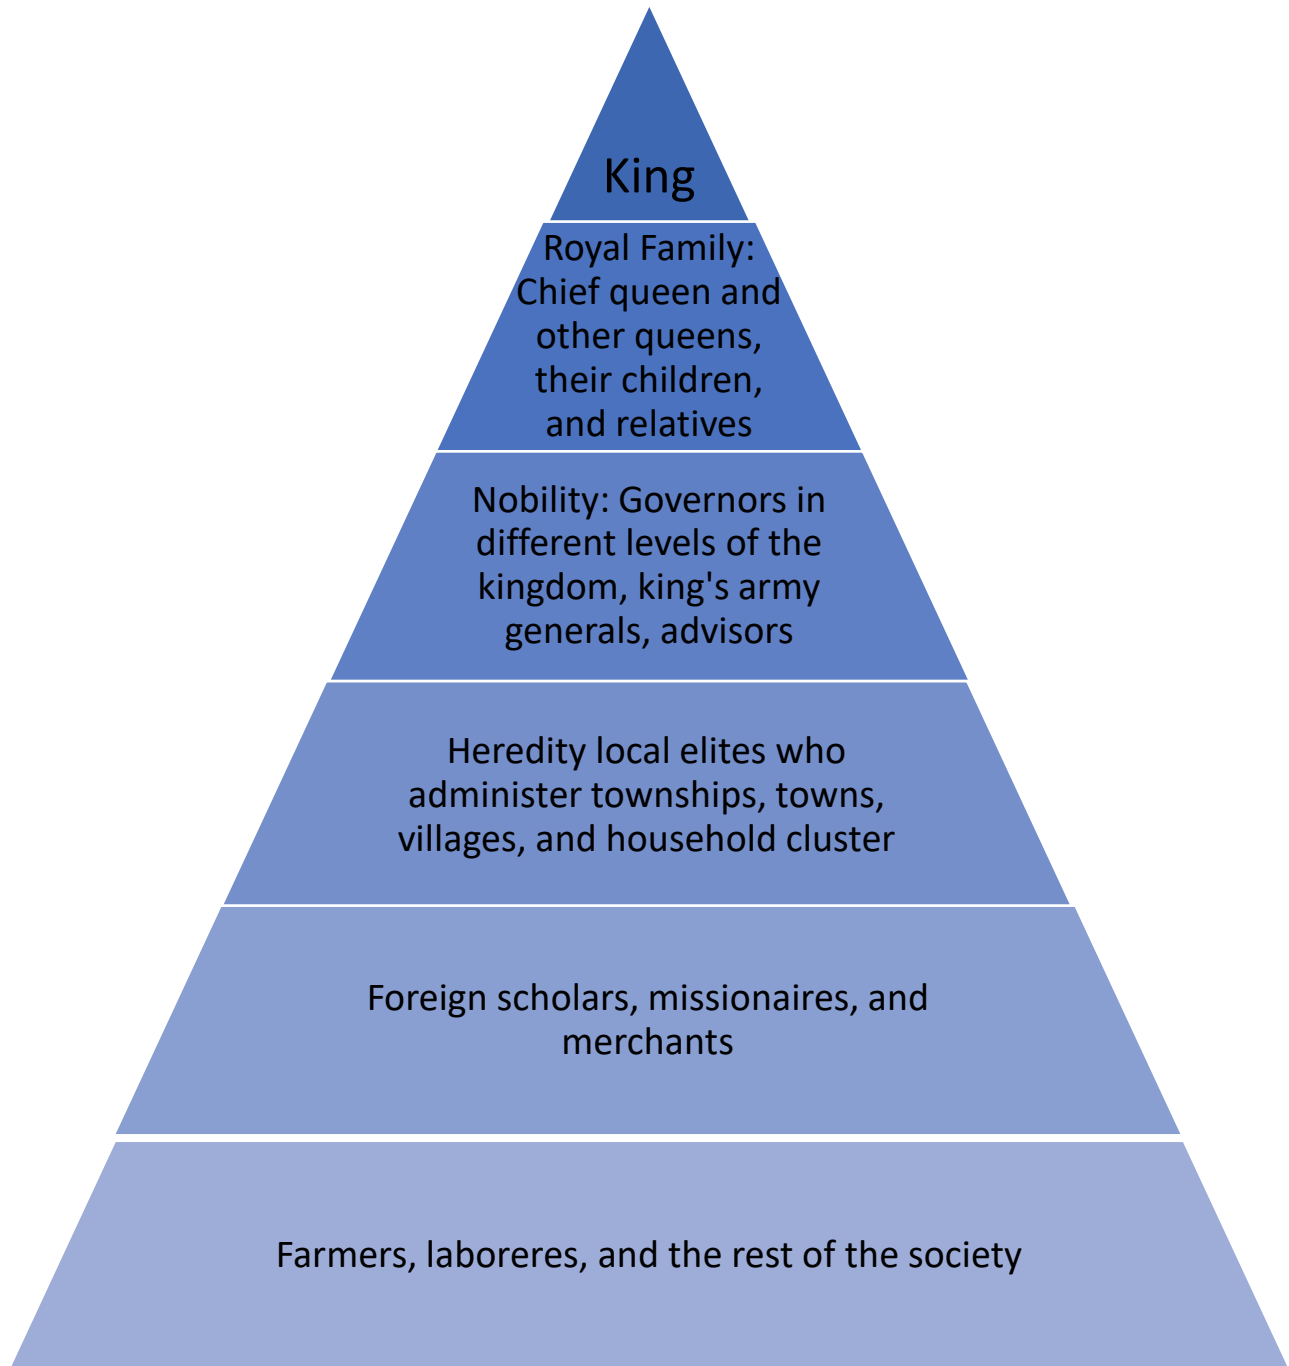 King
Royal Family:
Chief queen and
other queens,
their children,
and relatives
Nobility: Governors in
different levels of the
kingdom, king's army
generals, advisors
Heredity local elites who
administer townships, towns,
villages, and household cluster
Foreign scholars, missionaires, and
merchants
Farmers, laboreres, and the rest of the society